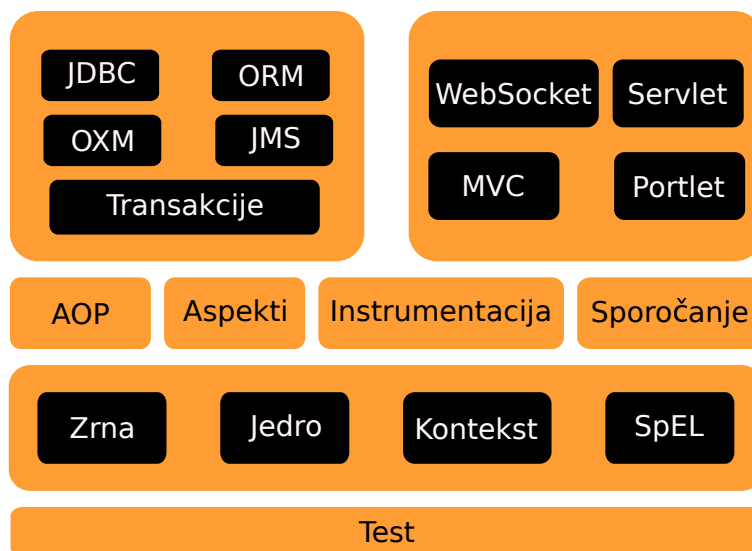 JDBC
ORM
OXM
JMS
Transakcije
WebSocket
Servlet
MVC
Portlet
AOP
Aspekti
Instrumentacija
Sporočanje
Zrna
Jedro
Kontekst
SpEL
Test